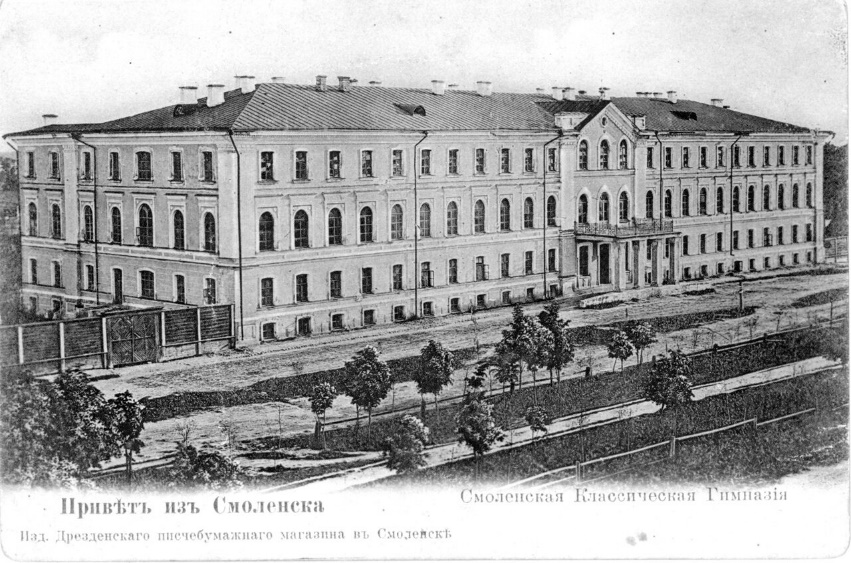 Привѣтъ изъ Смоленска
Смоленская Классическая Гимназія
Изд. Дрезденскаго писчебумажнаго магазина въ Смоленскѣ